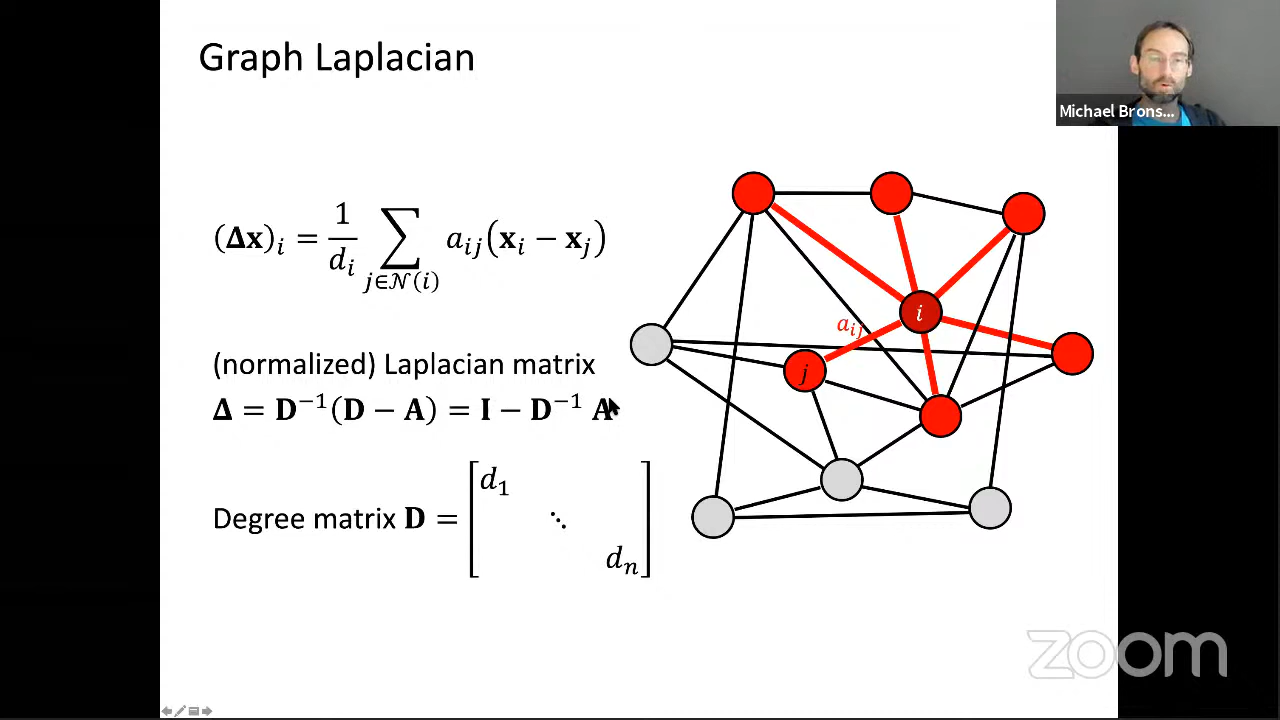 Graph Laplacian
Michael Brons...
(Δx)ᵢ = 1/dᵢ ∑ j∈𝒩(i) aᵢⱼ(xᵢ − xⱼ)
i
aᵢⱼ
j
(normalized) Laplacian matrix
Δ = D⁻¹(D − A) = I − D⁻¹ A
Degree matrix D = [d₁ ⋱ dₙ]
zoom